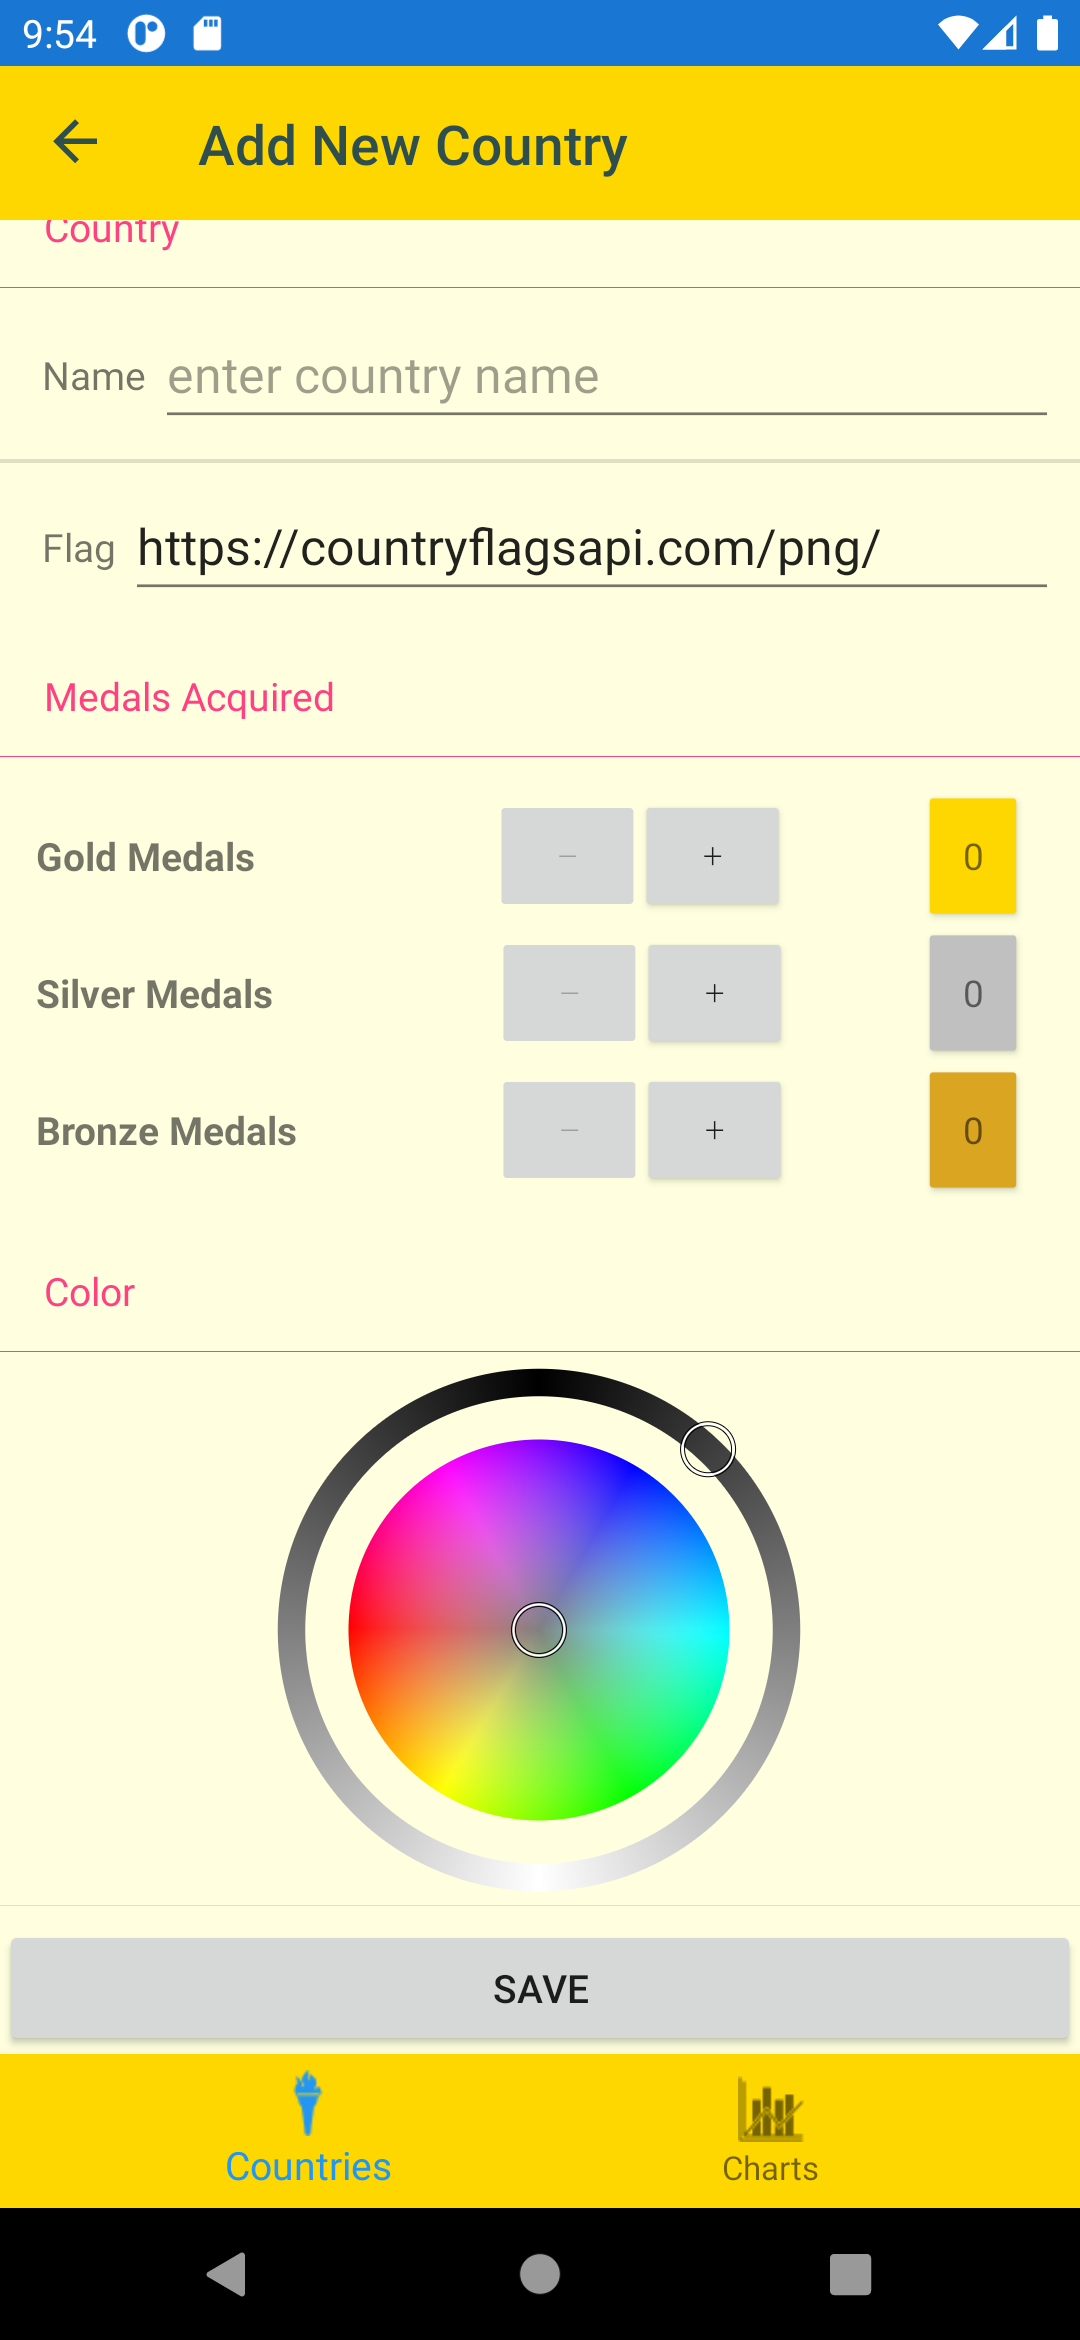 9:54
Add New Country
Country
Name enter country name
Flag https://countryflagsapi.com/png/
Medals Acquired
Gold Medals − + 0
Silver Medals − + 0
Bronze Medals − + 0
Color
SAVE
Countries Charts